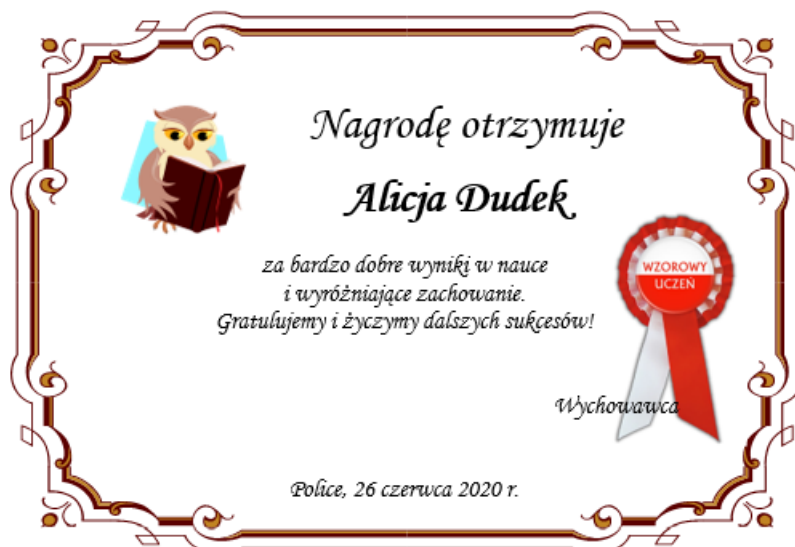 Nagrodę otrzymuje
Alicja Dudek
za bardzo dobre wyniki w nauce
i wyróżniające zachowanie.
Gratulujemy i życzymy dalszych sukcesów!
WZOROWY
UCZEŃ
Wychowawca
Police, 26 czerwca 2020 r.